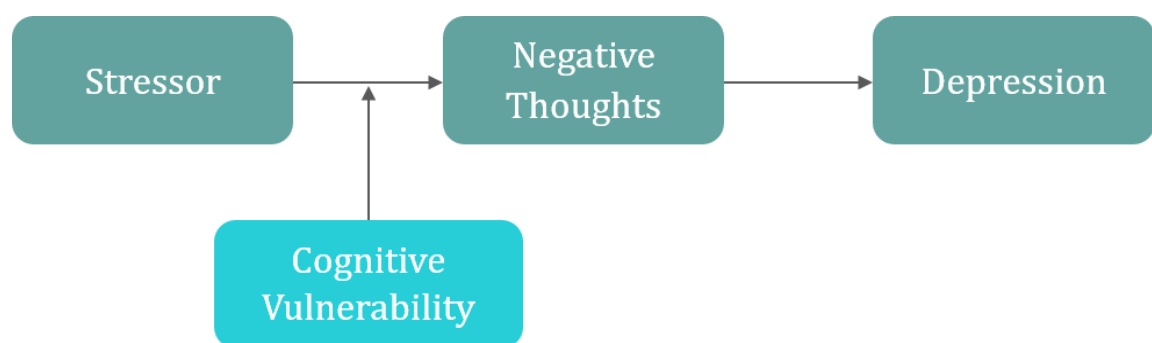 Stressor
Negative
Thoughts
Depression
Cognitive
Vulnerability